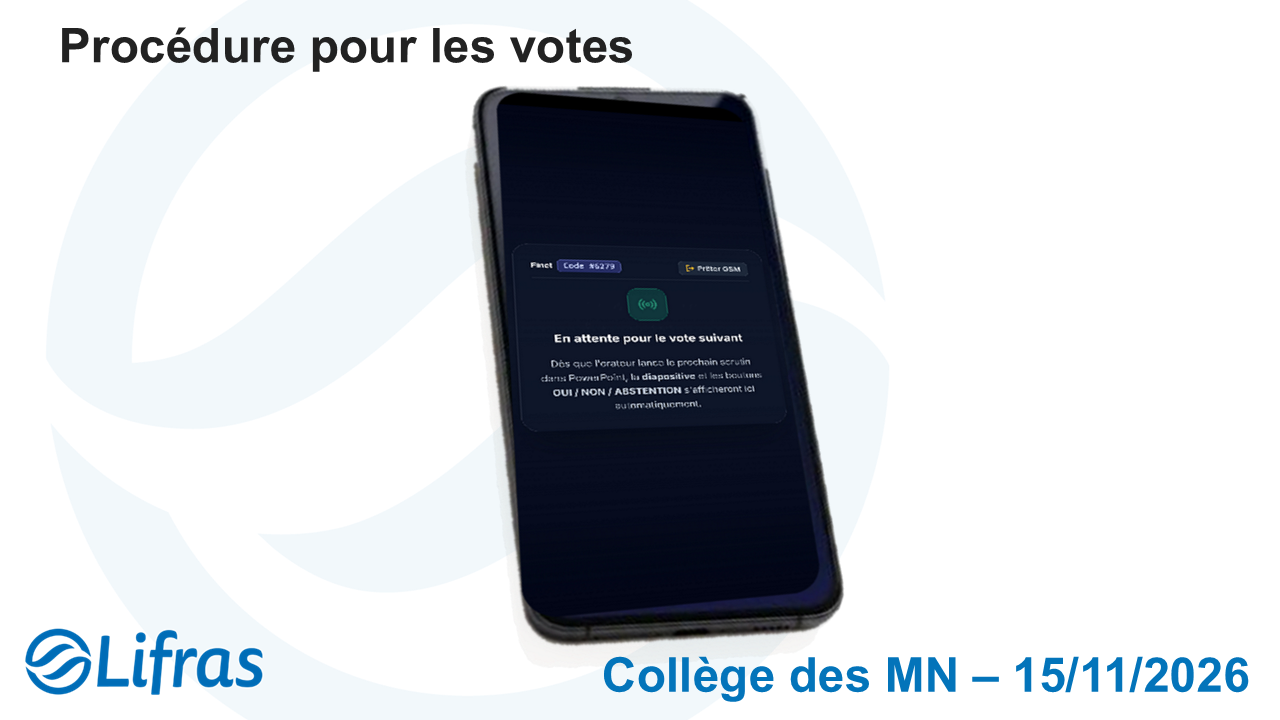 Procédure pour les votes
Finet Code #6279 Prêter GSM
En attente pour le vote suivant
Dès que l'orateur lance le prochain scrutin
dans PowerPoint, la diapositive et les boutons
OUI / NON / ABSTENTION s'afficheront ici
automatiquement.
Lifras
Collège des MN – 15/11/2026